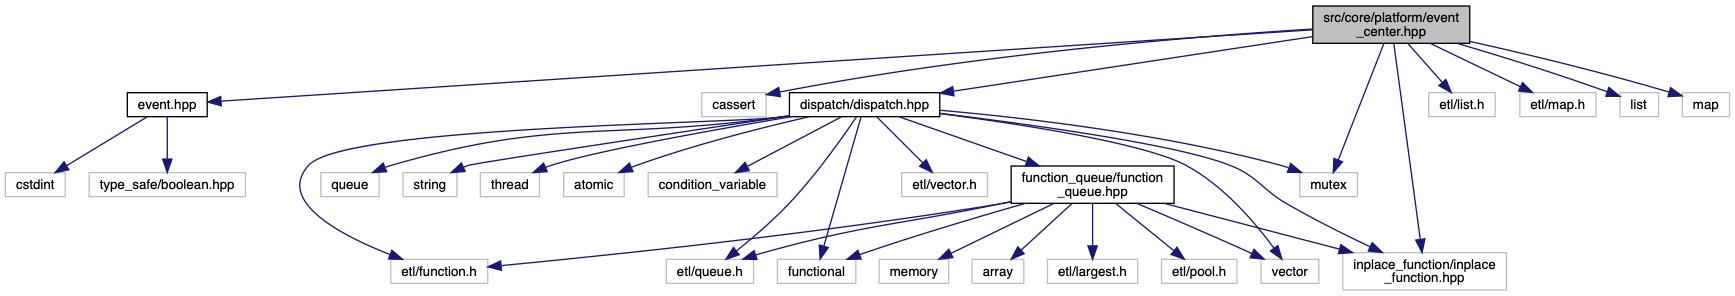 src/core/platform/event
_center.hpp
event.hpp
cassert
dispatch/dispatch.hpp
etl/list.h
etl/map.h
list
map
cstdint
type_safe/boolean.hpp
queue
string
thread
atomic
condition_variable
etl/vector.h
function_queue/function
_queue.hpp
mutex
etl/function.h
etl/queue.h
functional
memory
array
etl/largest.h
etl/pool.h
vector
inplace_function/inplace
_function.hpp